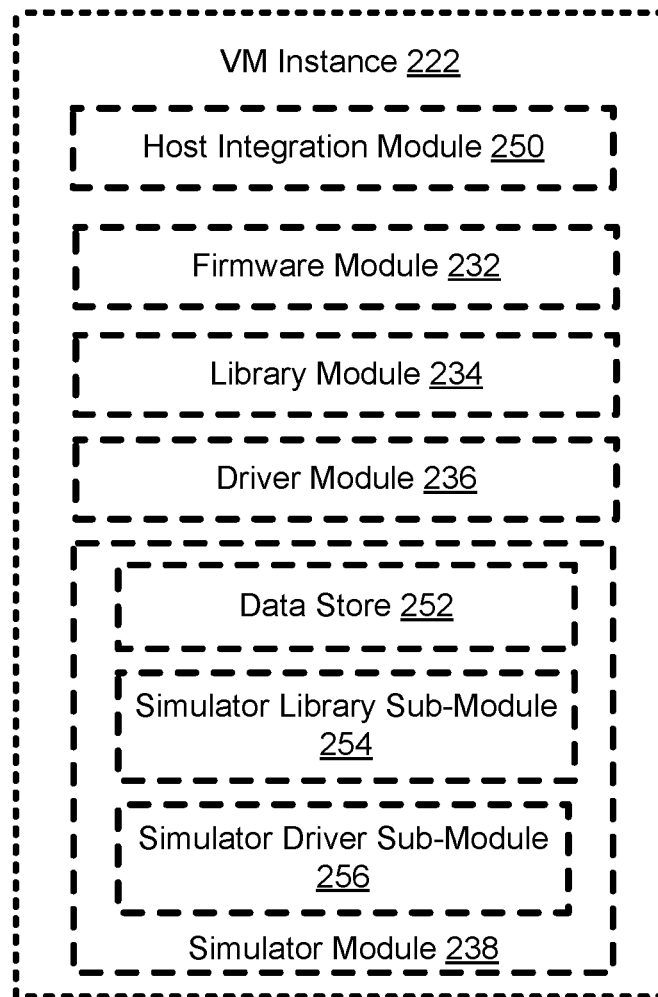 VM Instance 222
Host Integration Module 250
Firmware Module 232
Library Module 234
Driver Module 236
Data Store 252
Simulator Library Sub-Module
254
Simulator Driver Sub-Module
256
Simulator Module 238